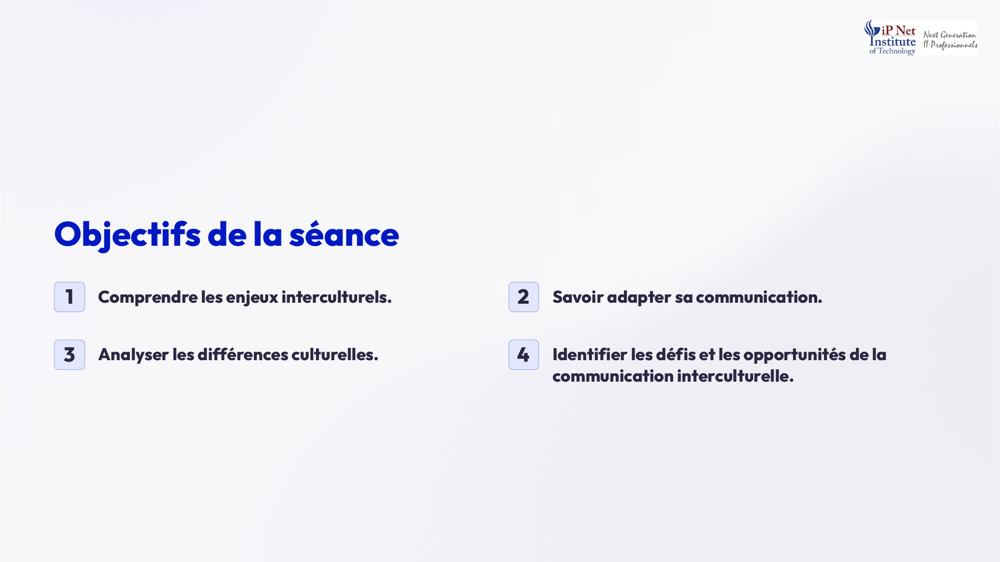 iP Net
Institute
of Technology
Next Generation
IT Professionnels
Objectifs de la séance
1 Comprendre les enjeux interculturels.
2 Savoir adapter sa communication.
3 Analyser les différences culturelles.
4 Identifier les défis et les opportunités de la
communication interculturelle.